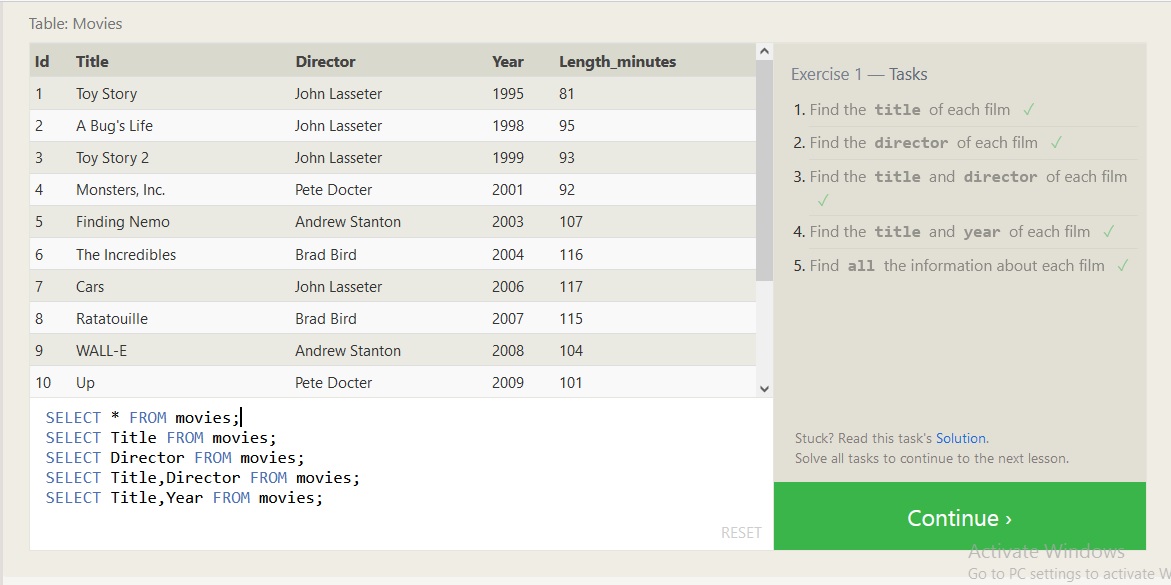 Table: Movies
Id Title Director Year Length_minutes
1 Toy Story John Lasseter 1995 81
2 A Bug's Life John Lasseter 1998 95
3 Toy Story 2 John Lasseter 1999 93
4 Monsters, Inc. Pete Docter 2001 92
5 Finding Nemo Andrew Stanton 2003 107
6 The Incredibles Brad Bird 2004 116
7 Cars John Lasseter 2006 117
8 Ratatouille Brad Bird 2007 115
9 WALL-E Andrew Stanton 2008 104
10 Up Pete Docter 2009 101
SELECT * FROM movies;
SELECT Title FROM movies;
SELECT Director FROM movies;
SELECT Title,Director FROM movies;
SELECT Title,Year FROM movies;
RESET
Exercise 1 — Tasks
1. Find the title of each film ✓
2. Find the director of each film ✓
3. Find the title and director of each film
✓
4. Find the title and year of each film ✓
5. Find all the information about each film ✓
Stuck? Read this task's Solution.
Solve all tasks to continue to the next lesson.
Continue ›
Activate Windows
Go to PC settings to activate W